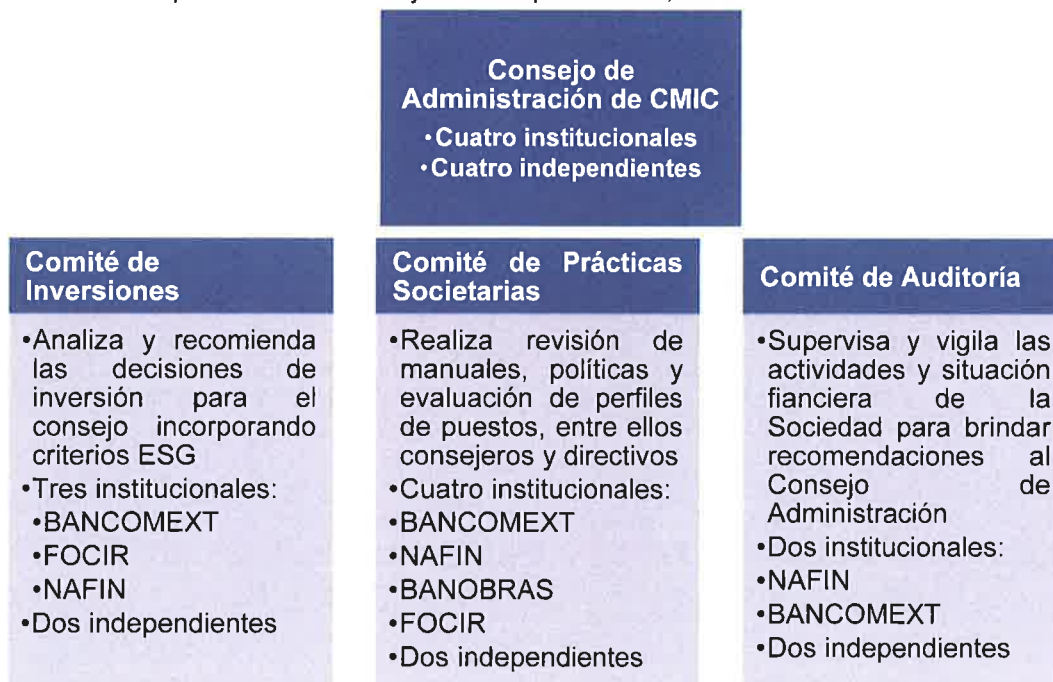 Consejo de
Administración de CMIC
•Cuatro institucionales
•Cuatro independientes
Comité de
Inversiones
•Analiza y recomienda
las decisiones de
inversión para el
consejo incorporando
criterios ESG
•Tres institucionales:
•BANCOMEXT
•FOCIR
•NAFIN
•Dos independientes
Comité de Prácticas
Societarias
•Realiza revisión de
manuales, políticas y
evaluación de perfiles
de puestos, entre ellos
consejeros y directivos
•Cuatro institucionales:
•BANCOMEXT
•NAFIN
•BANOBRAS
•FOCIR
•Dos independientes
Comité de Auditoría
•Supervisa y vigila las
actividades y situación
fianciera de la
Sociedad para brindar
recomendaciones al
Consejo de
Administración
•Dos institucionales:
•NAFIN
•BANCOMEXT
•Dos independientes